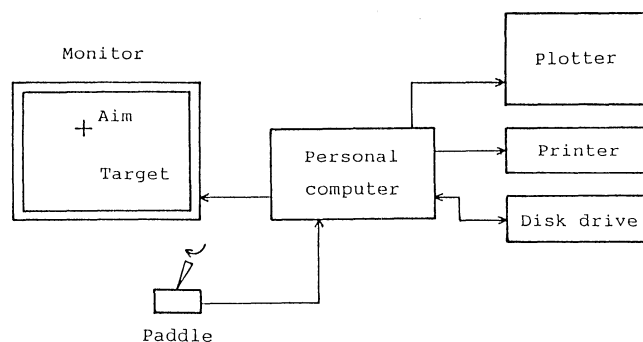 Monitor
Plotter
Aim
Personal
computer
Printer
Target
Disk drive
Paddle